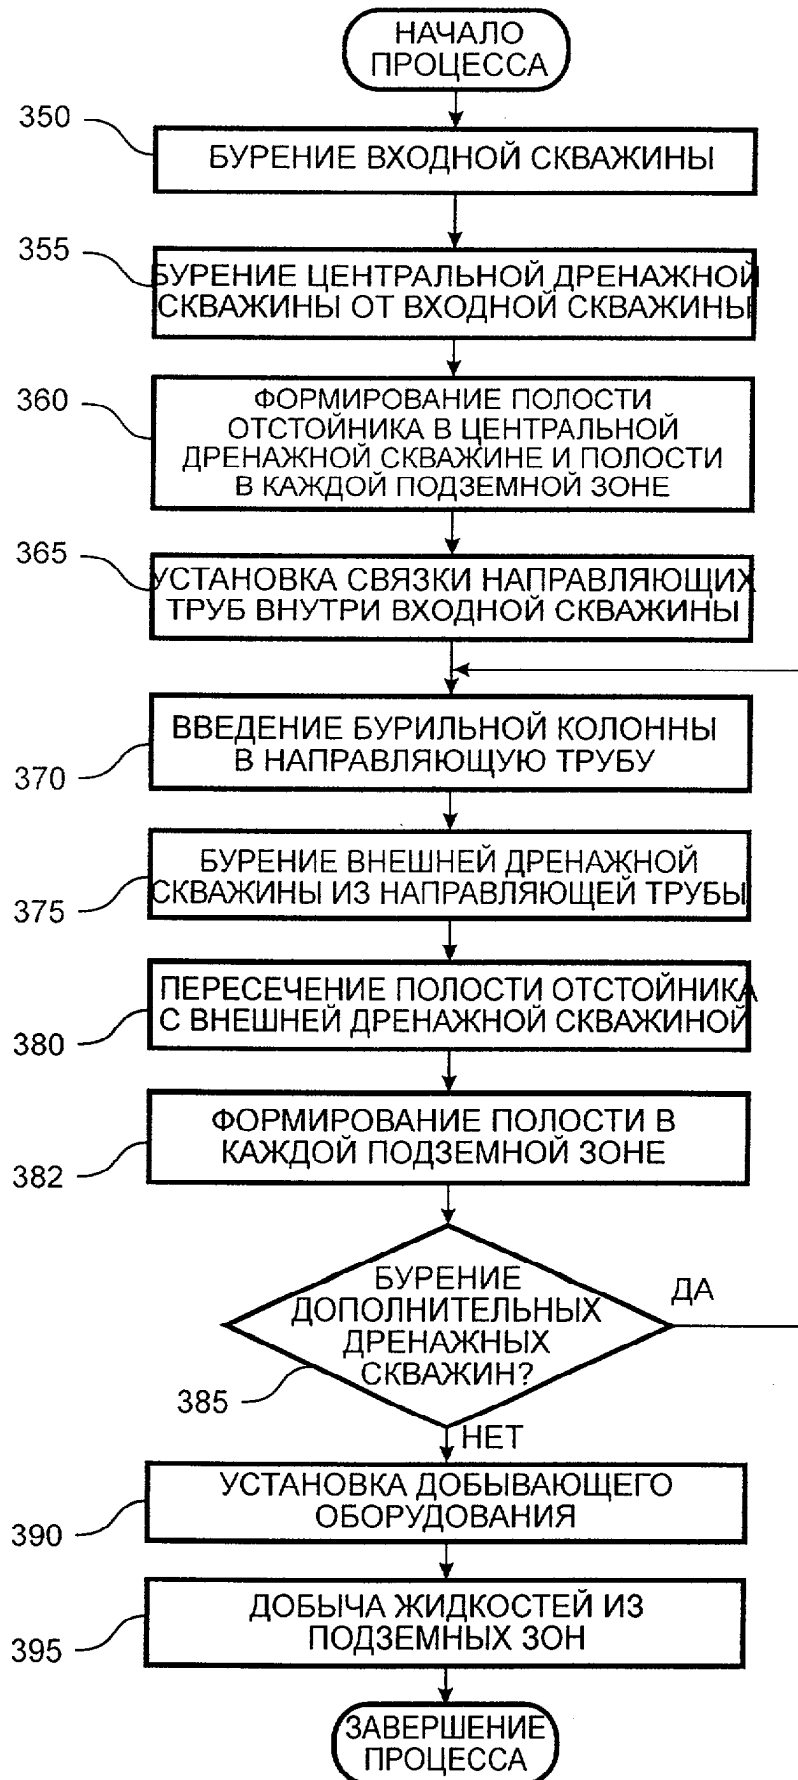 НАЧАЛО
ПРОЦЕССА
350
БУРЕНИЕ ВХОДНОЙ СКВАЖИНЫ
355
БУРЕНИЕ ЦЕНТРАЛЬНОЙ ДРЕНАЖНОЙ
СКВАЖИНЫ ОТ ВХОДНОЙ СКВАЖИНЫ
360
ФОРМИРОВАНИЕ ПОЛОСТИ
ОТСТОЙНИКА В ЦЕНТРАЛЬНОЙ
ДРЕНАЖНОЙ СКВАЖИНЕ И ПОЛОСТИ
В КАЖДОЙ ПОДЗЕМНОЙ ЗОНЕ
365
УСТАНОВКА СВЯЗКИ НАПРАВЛЯЮЩИХ
ТРУБ ВНУТРИ ВХОДНОЙ СКВАЖИНЫ
370
ВВЕДЕНИЕ БУРИЛЬНОЙ КОЛОННЫ
В НАПРАВЛЯЮЩУЮ ТРУБУ
375
БУРЕНИЕ ВНЕШНЕЙ ДРЕНАЖНОЙ
СКВАЖИНЫ ИЗ НАПРАВЛЯЮЩЕЙ ТРУБЫ
380
ПЕРЕСЕЧЕНИЕ ПОЛОСТИ ОТСТОЙНИКА
С ВНЕШНЕЙ ДРЕНАЖНОЙ СКВАЖИНОЙ
382
ФОРМИРОВАНИЕ ПОЛОСТИ В
КАЖДОЙ ПОДЗЕМНОЙ ЗОНЕ
БУРЕНИЕ
ДОПОЛНИТЕЛЬНЫХ
ДРЕНАЖНЫХ
СКВАЖИН?
ДА
385
НЕТ
390
УСТАНОВКА ДОБЫВАЮЩЕГО
ОБОРУДОВАНИЯ
395
ДОБЫЧА ЖИДКОСТЕЙ ИЗ
ПОДЗЕМНЫХ ЗОН
ЗАВЕРШЕНИЕ
ПРОЦЕССА